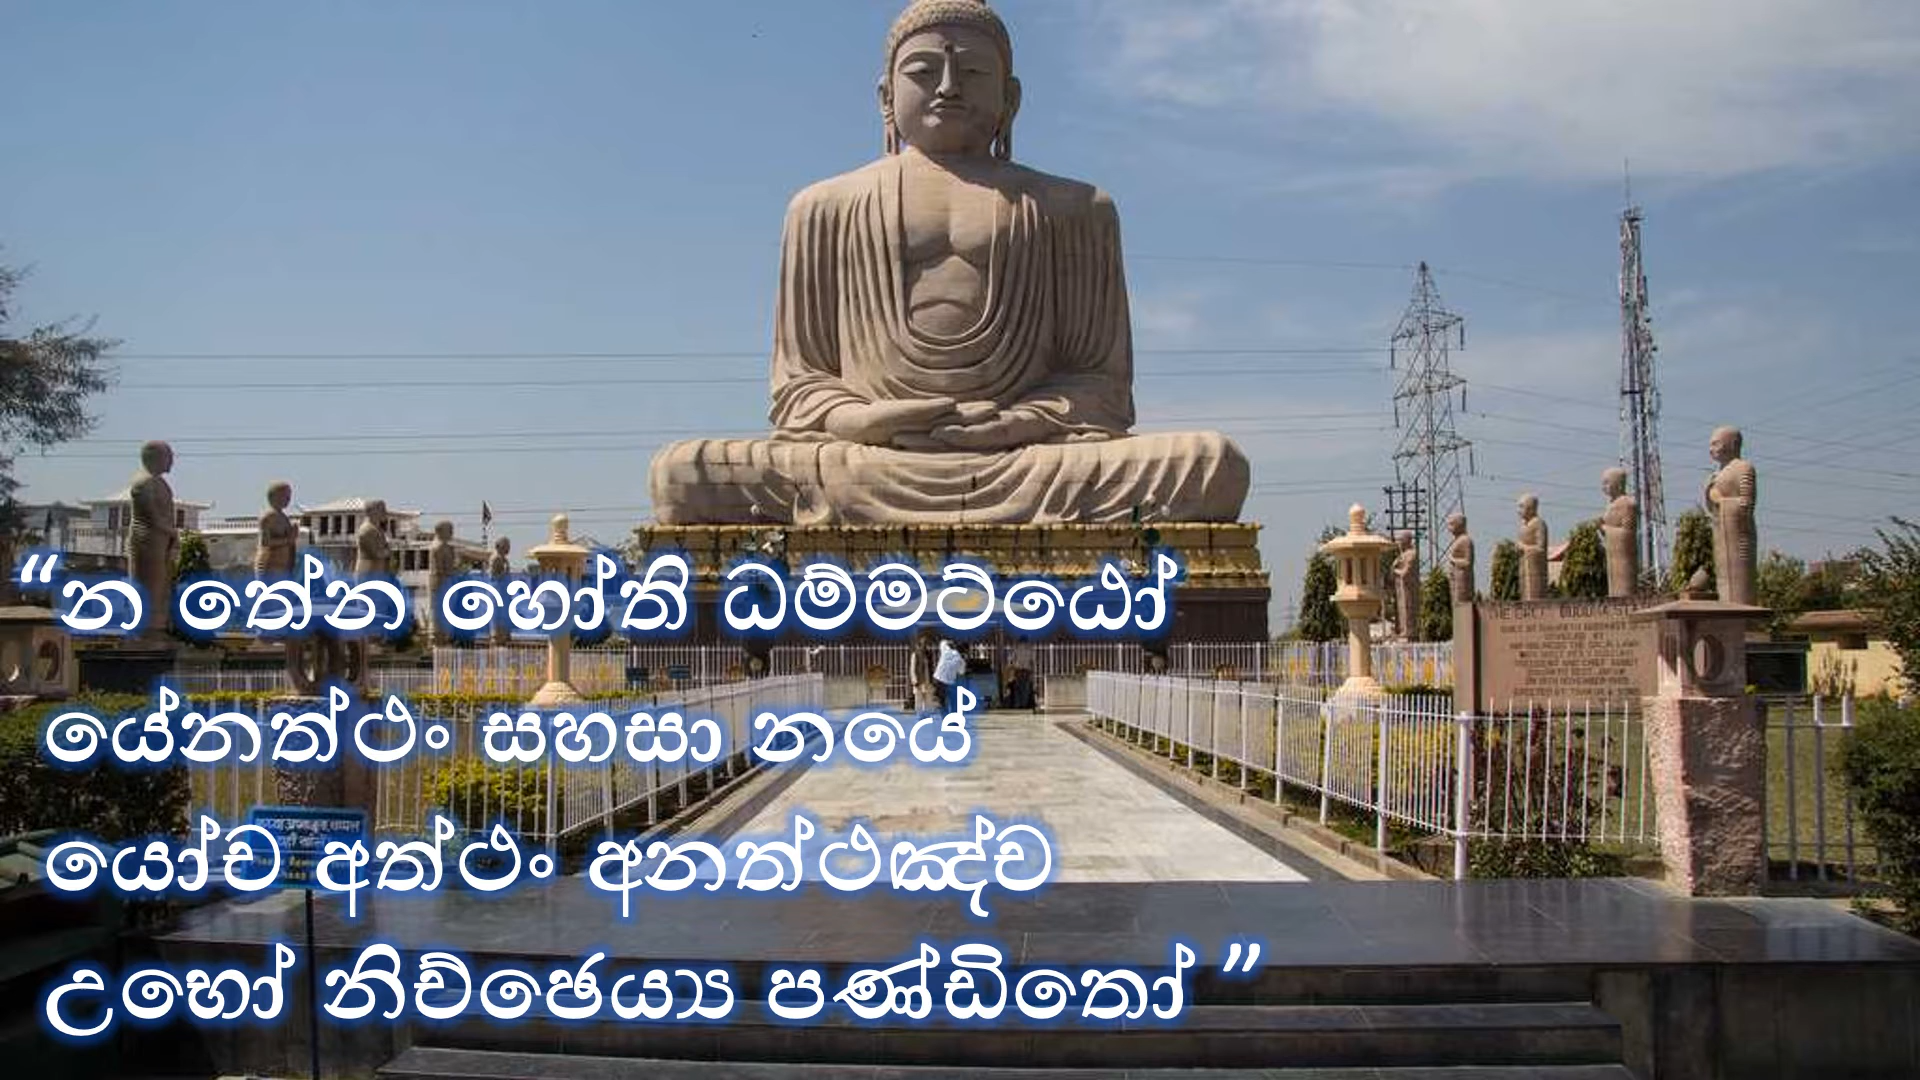 “න තේන හෝති ධම්මට්ඨෝ
යේනත්ථං සහසා නයේ
යෝච අත්ථං අනත්ථඤ්ච
උභෝ නිච්ඡෙය්‍ය පණ්ඩිතෝ ”